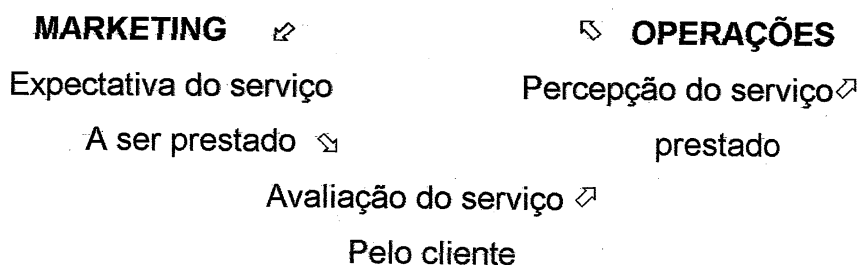 MARKETING ⬃ ⬁ OPERAÇÕES
Expectativa do serviço Percepção do serviço⬀
A ser prestado ⬂ prestado
Avaliação do serviço ⬀
Pelo cliente